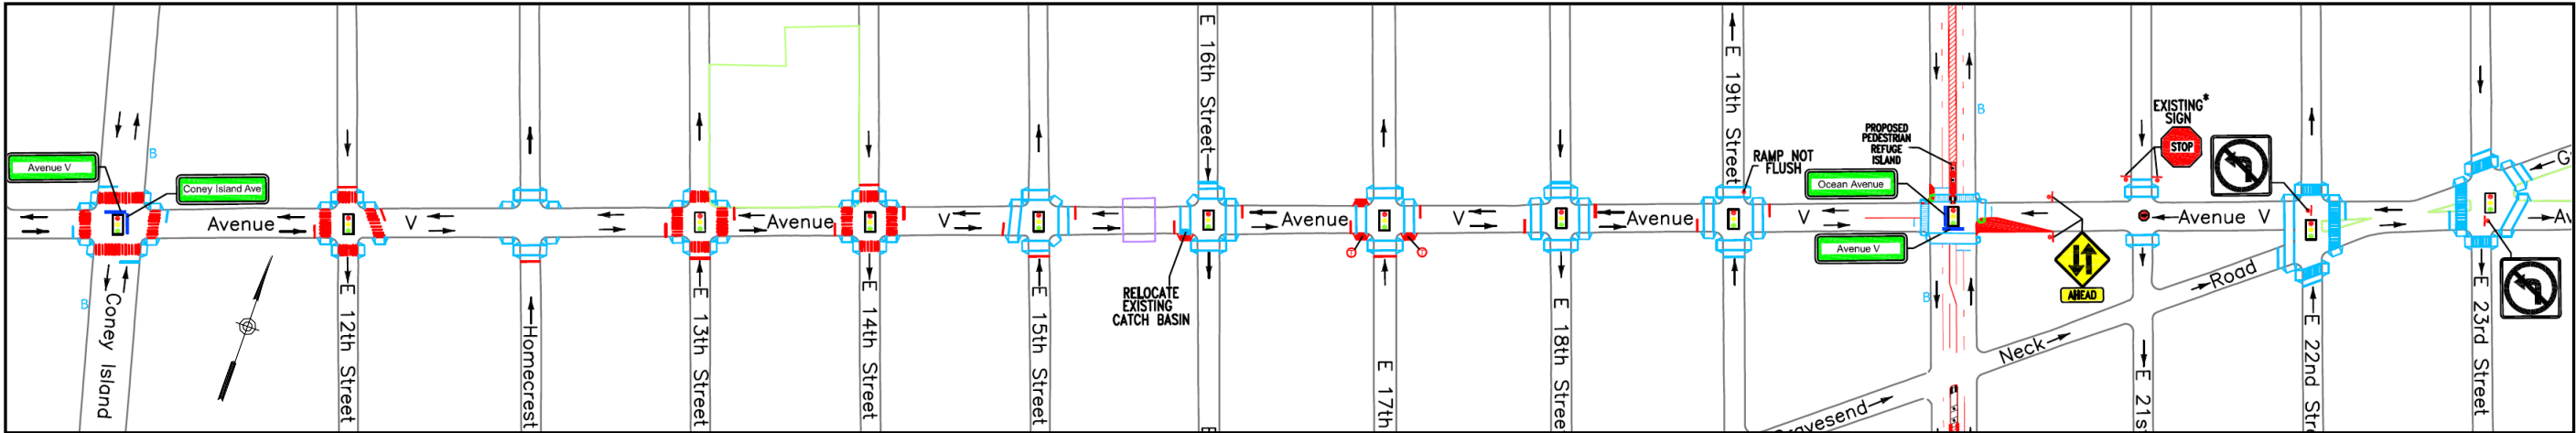 Avenue V
Coney Island Ave
B
B
Coney Island
Avenue V
E 12th Street
Homecrest
E 13th Street
Avenue V
E 14th Street
E 15th Street
RELOCATE
EXISTING
CATCH BASIN
E 16th Street
Avenue V
E 17th
E 18th Stree
Avenue V
E 19th Street
RAMP NOT
FLUSH
PROPOSED
PEDESTRIAN
REFUGE
ISLAND
Ocean Avenue
Avenue V
B
B
AHEAD
EXISTING*
SIGN
STOP
Avenue V
ravesend
Neck
Road
E 21s
E 22nd Str
G
E 23rd Street
Av